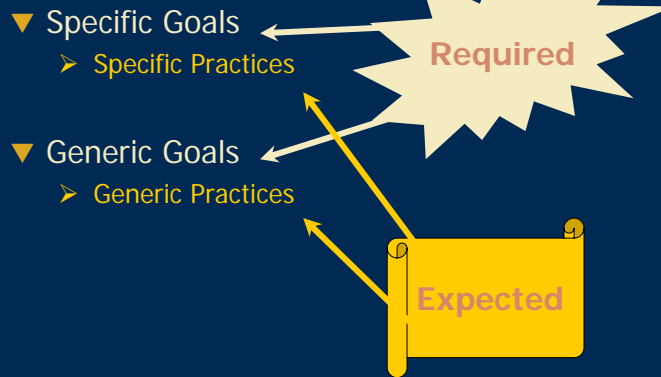 Specific Goals
Required
Specific Practices
Generic Goals
Generic Practices
Expected